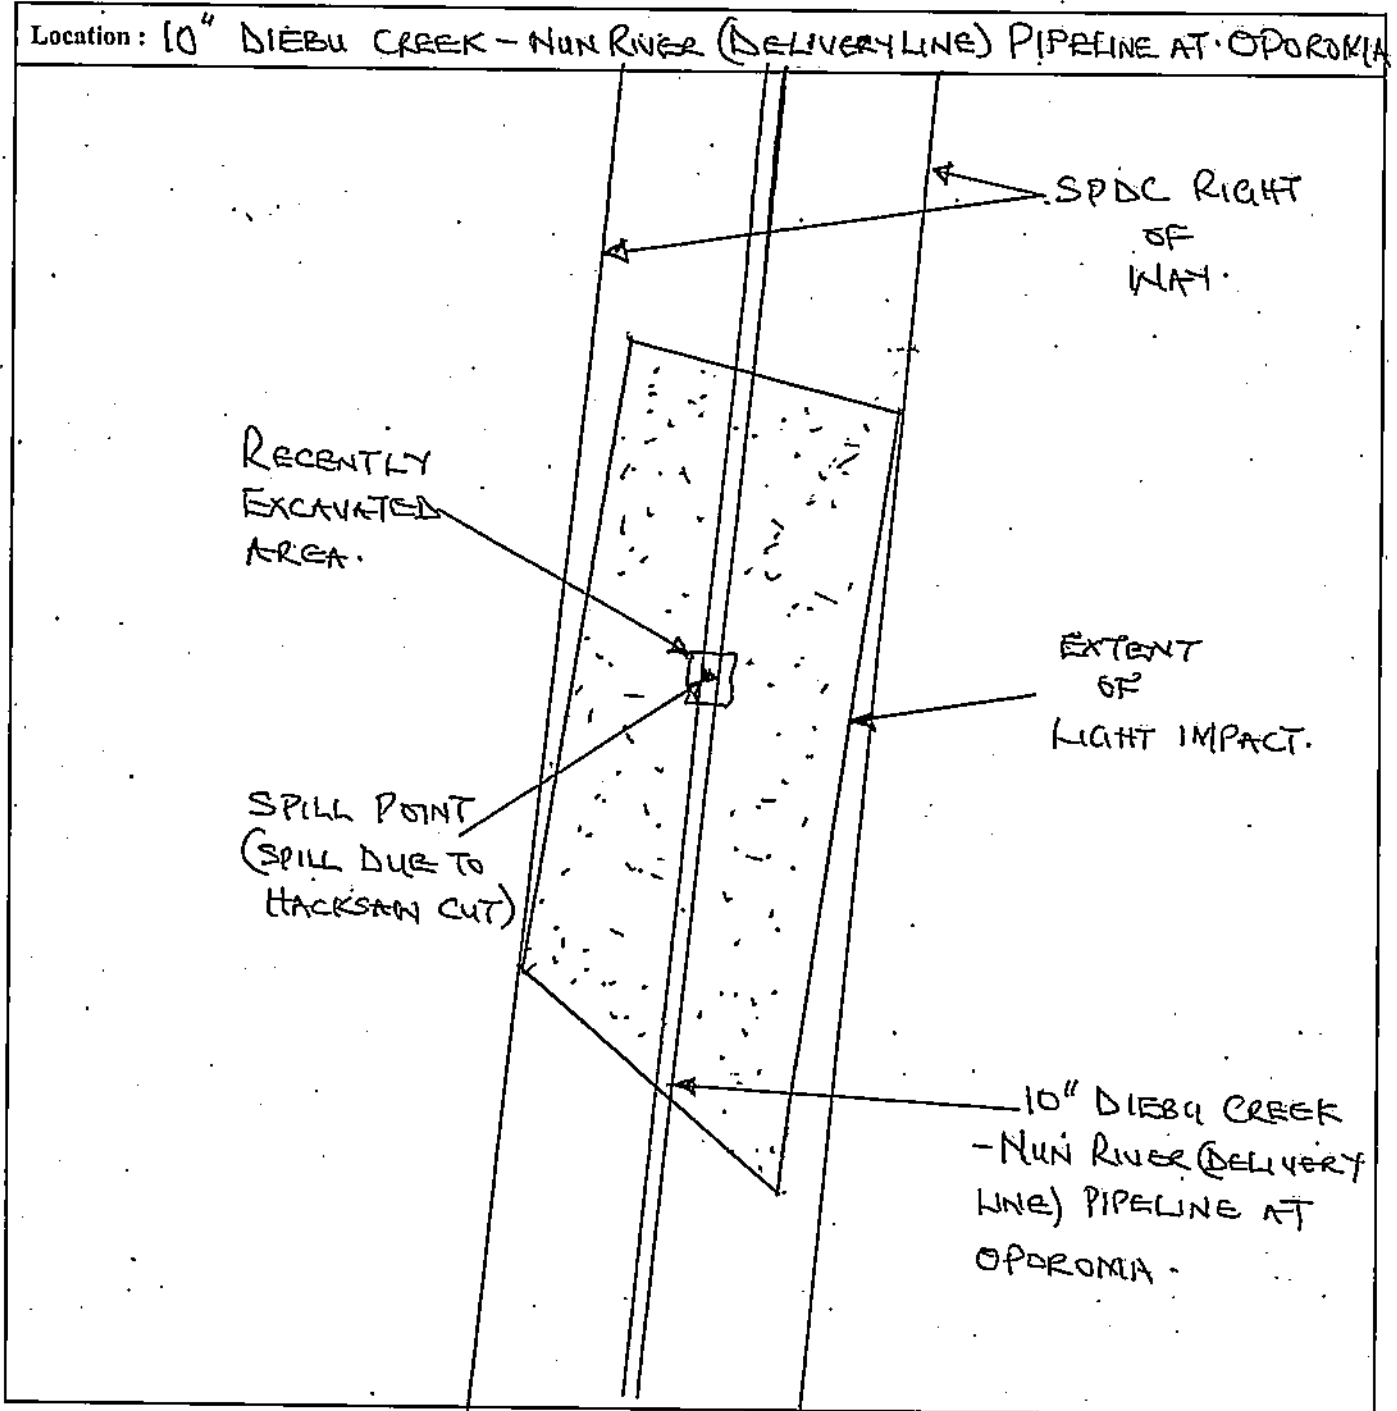 Location : 10" DIEBU CREEK - NUN RIVER (DELIVERY LINE) PIPELINE AT OPOROMA
SPDC RIGHT
OF
WAY.
RECENTLY
EXCAVATED
AREA.
EXTENT
OF
LIGHT IMPACT.
SPILL POINT
(SPILL DUE TO
HACKSAW CUT)
10" DIEBU CREEK
-NUN RIVER (DELIVERY
LINE) PIPELINE AT
OPOROMA.